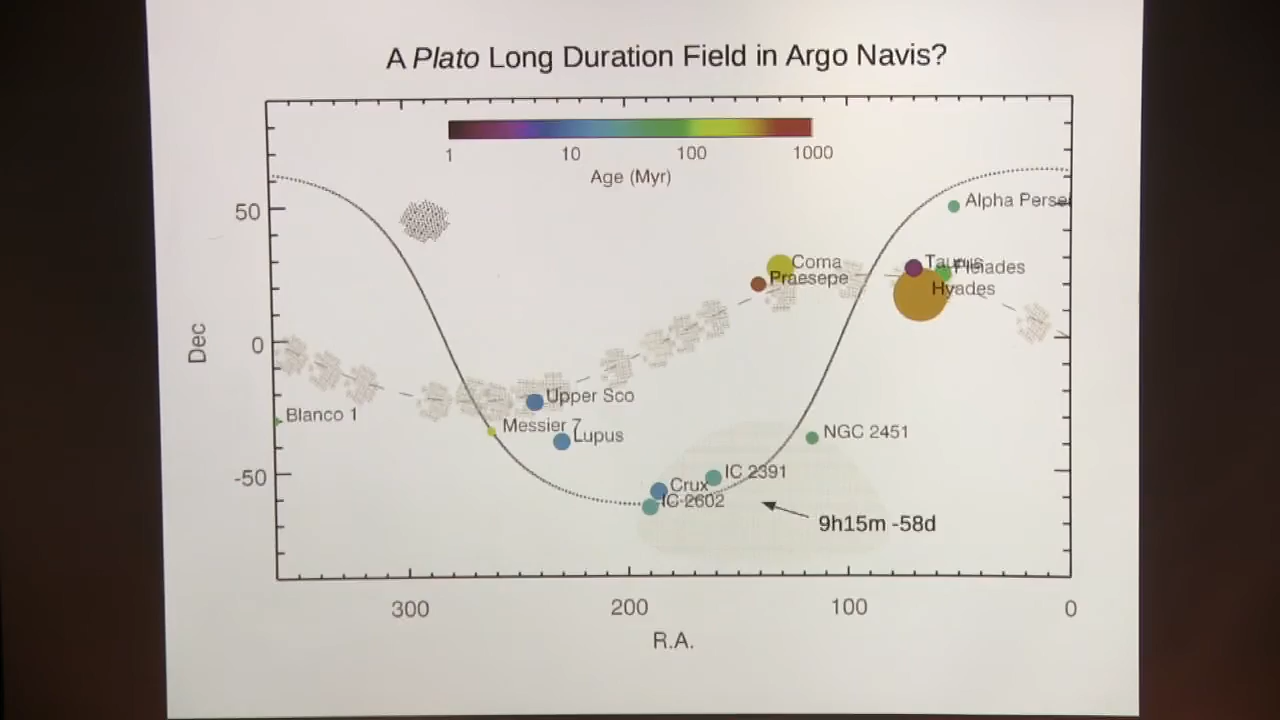 A Plato Long Duration Field in Argo Navis?
1 10 100 1000
Age (Myr)
50
0
-50
Dec
Alpha Perse
Coma
Praesepe
Taurus
Pleiades
Hyades
Blanco 1
Upper Sco
Messier 7
Lupus
NGC 2451
IC 2391
Crux
IC 2602
9h15m -58d
300 200 100 0
R.A.